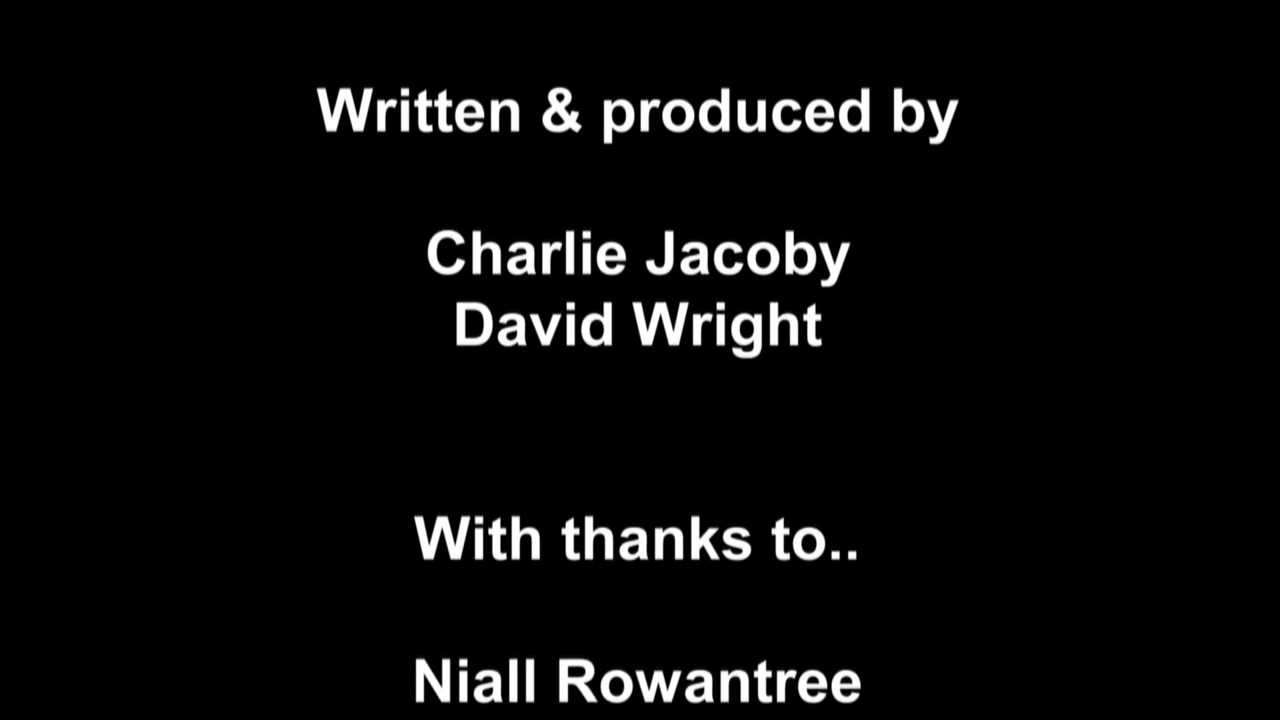 Written & produced by
Charlie Jacoby
David Wright
With thanks to..
Niall Rowantree